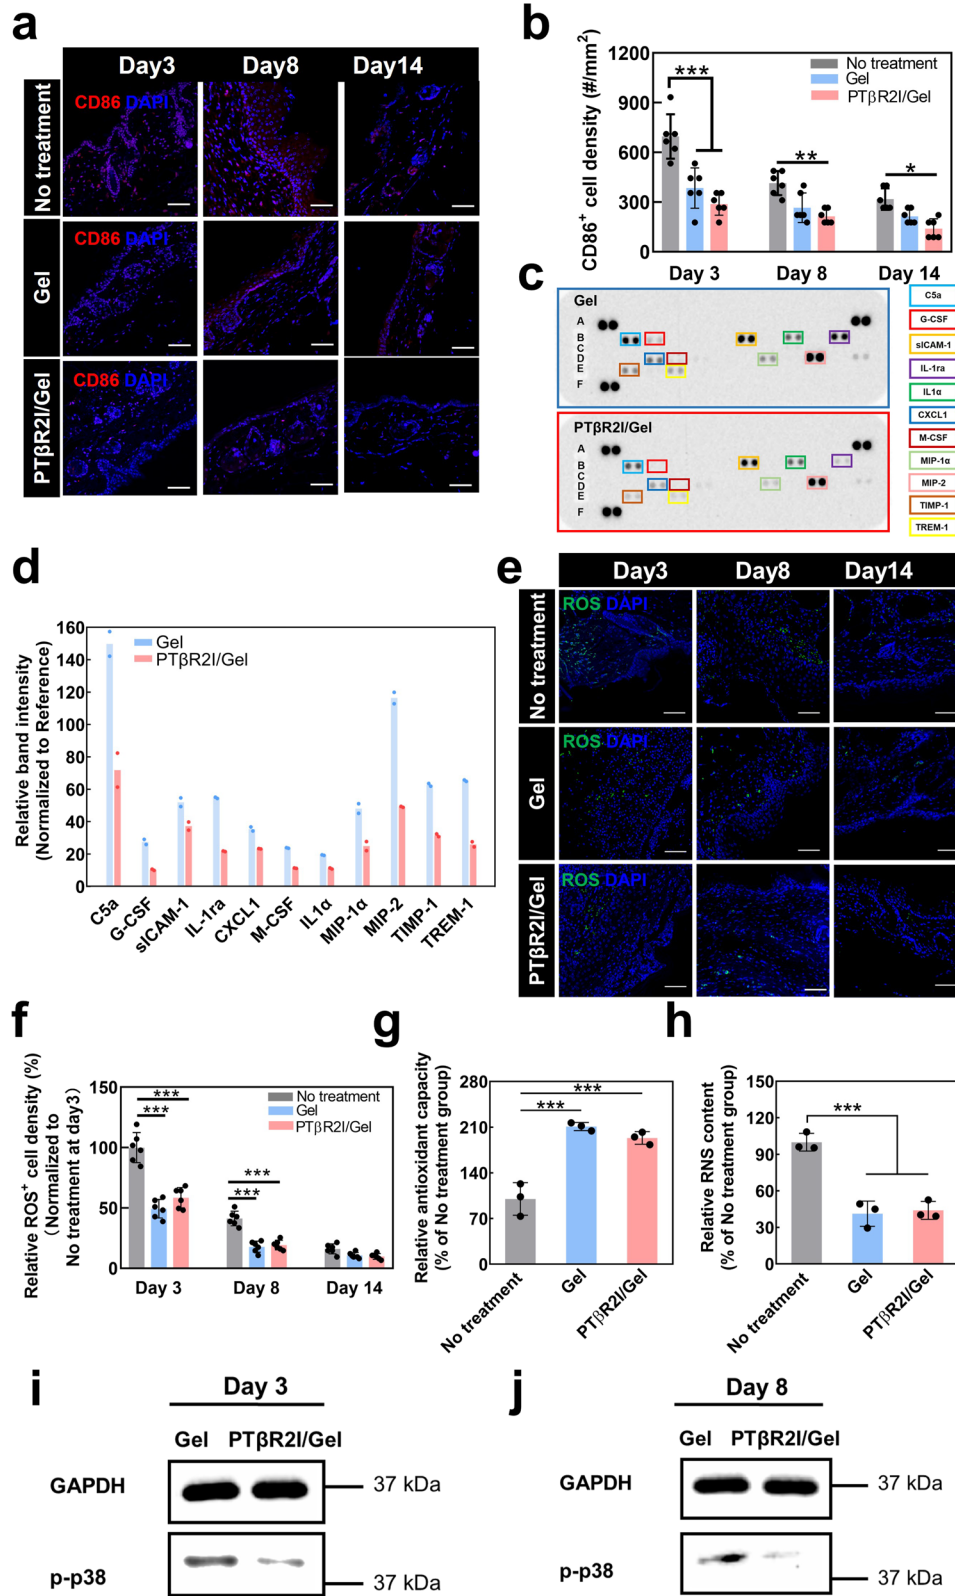 a
Day3 Day8 Day14
No treatment
CD86 DAPI
Gel
CD86 DAPI
PTβR2I/Gel
CD86 DAPI
b
CD86⁺ cell density (#/mm²)
1200
900
600
300
0
No treatment
Gel
PTβR2I/Gel
***
**
*
Day 3 Day 8 Day 14
c
Gel
A
B
C
D
E
F
PTβR2I/Gel
A
B
C
D
E
F
C5a
G-CSF
sICAM-1
IL-1ra
IL1α
CXCL1
M-CSF
MIP-1α
MIP-2
TIMP-1
TREM-1
d
Relative band intensity
(Normalized to Reference)
160
140
120
100
80
60
40
20
0
Gel
PTβR2I/Gel
C5a G-CSF sICAM-1 IL-1ra CXCL1 M-CSF IL1α MIP-1α MIP-2 TIMP-1 TREM-1
e
Day3 Day8 Day14
No treatment
ROS DAPI
Gel
ROS DAPI
PTβR2I/Gel
ROS DAPI
f
Relative ROS⁺ cell density (%)
(Normalized to
No treatment at day3)
150
100
50
0
No treatment
Gel
PTβR2I/Gel
***
***
***
***
Day 3 Day 8 Day 14
g
Relative antioxidant capacity
(% of No treatment group)
280
210
140
70
0
***
***
No treatment Gel PTβR2I/Gel
h
Relative RNS content
(% of No treatment group)
150
120
90
60
30
0
***
No treatment Gel PTβR2I/Gel
i
Day 3
Gel PTβR2I/Gel
GAPDH 37 kDa
p-p38 37 kDa
j
Day 8
Gel PTβR2I/Gel
GAPDH 37 kDa
p-p38 37 kDa